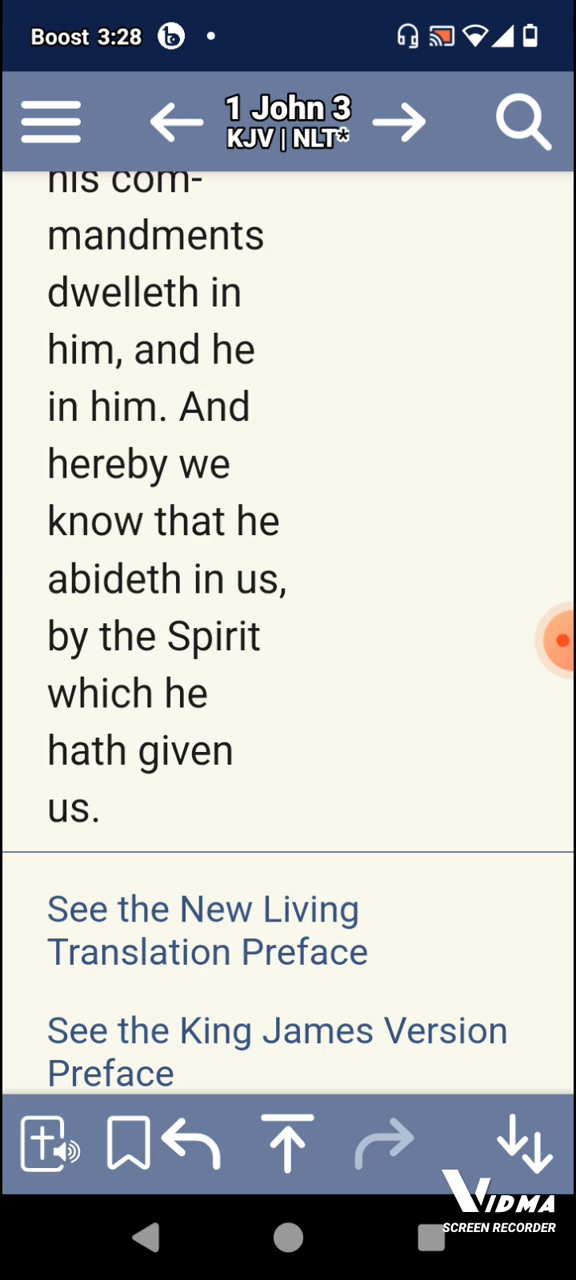 Boost 3:28
1 John 3
KJV | NLT*
his com-
mandments
dwelleth in
him, and he
in him. And
hereby we
know that he
abideth in us,
by the Spirit
which he
hath given
us.
See the New Living
Translation Preface
See the King James Version
Preface
VIDMA
SCREEN RECORDER